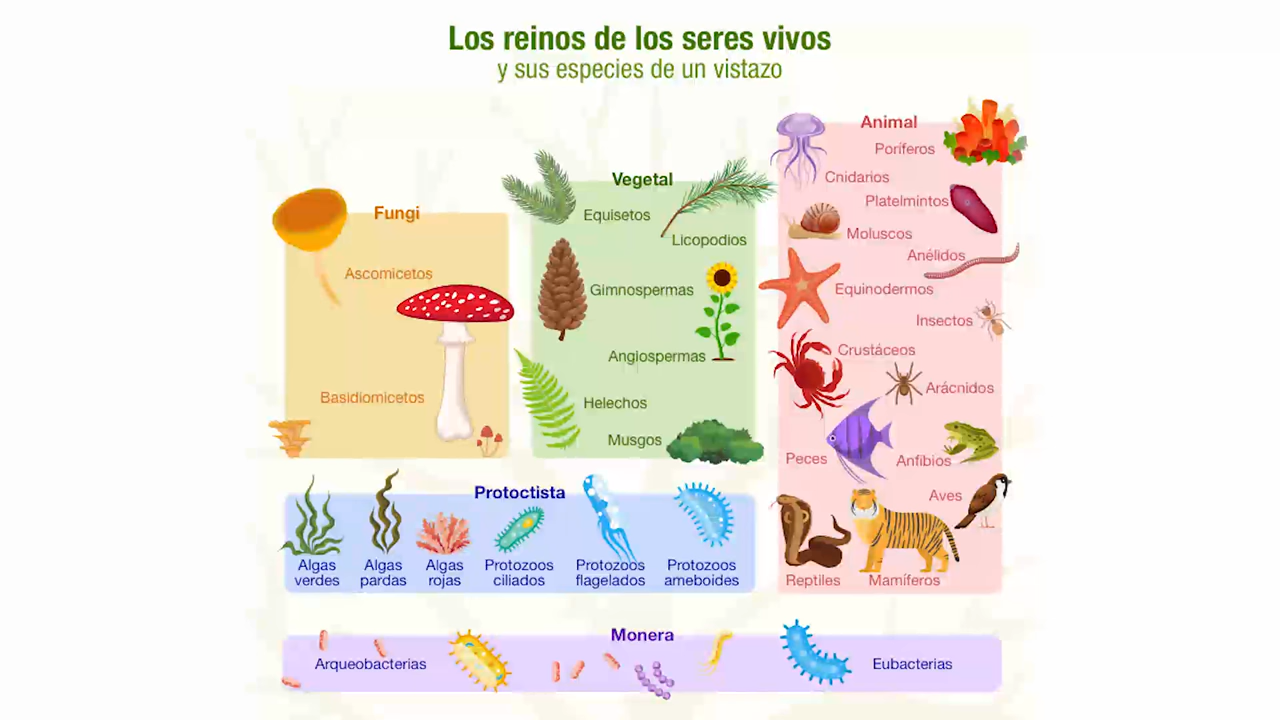 Los reinos de los seres vivos
y sus especies de un vistazo
Fungi
Ascomicetos
Basidiomicetos
Vegetal
Equisetos
Licopodios
Gimnospermas
Angiospermas
Helechos
Musgos
Animal
Poríferos
Cnidarios
Platelmintos
Moluscos
Anélidos
Equinodermos
Insectos
Crustáceos
Arácnidos
Peces
Anfibios
Aves
Reptiles
Mamíferos
Protoctista
Algas
verdes
Algas
pardas
Algas
rojas
Protozoos
ciliados
Protozoos
flagelados
Protozoos
ameboides
Monera
Arqueobacterias
Eubacterias